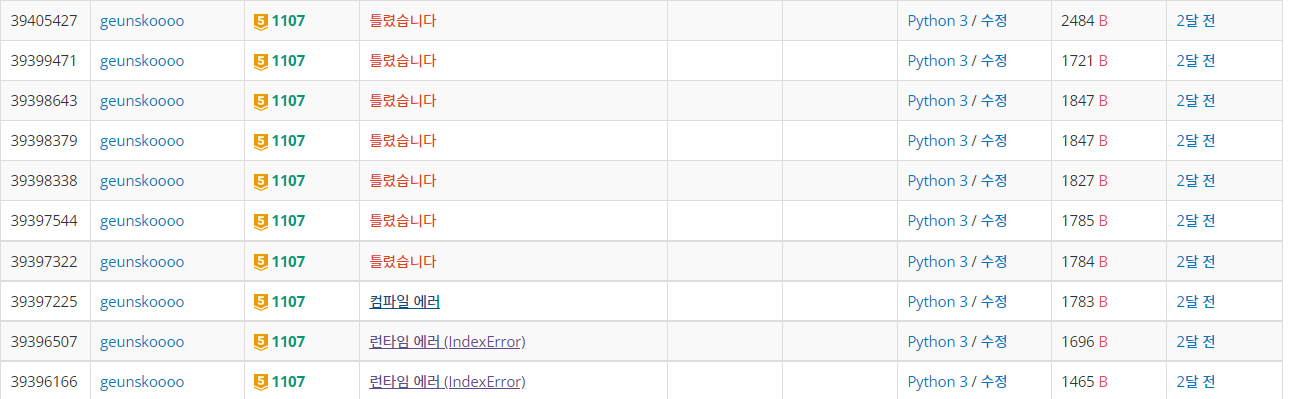 39405427 geunskoooo 5 1107 틀렸습니다 Python 3 / 수정 2484 B 2달 전
39399471 geunskoooo 5 1107 틀렸습니다 Python 3 / 수정 1721 B 2달 전
39398643 geunskoooo 5 1107 틀렸습니다 Python 3 / 수정 1847 B 2달 전
39398379 geunskoooo 5 1107 틀렸습니다 Python 3 / 수정 1847 B 2달 전
39398338 geunskoooo 5 1107 틀렸습니다 Python 3 / 수정 1827 B 2달 전
39397544 geunskoooo 5 1107 틀렸습니다 Python 3 / 수정 1785 B 2달 전
39397322 geunskoooo 5 1107 틀렸습니다 Python 3 / 수정 1784 B 2달 전
39397225 geunskoooo 5 1107 컴파일 에러 Python 3 / 수정 1783 B 2달 전
39396507 geunskoooo 5 1107 런타임 에러 (IndexError) Python 3 / 수정 1696 B 2달 전
39396166 geunskoooo 5 1107 런타임 에러 (IndexError) Python 3 / 수정 1465 B 2달 전